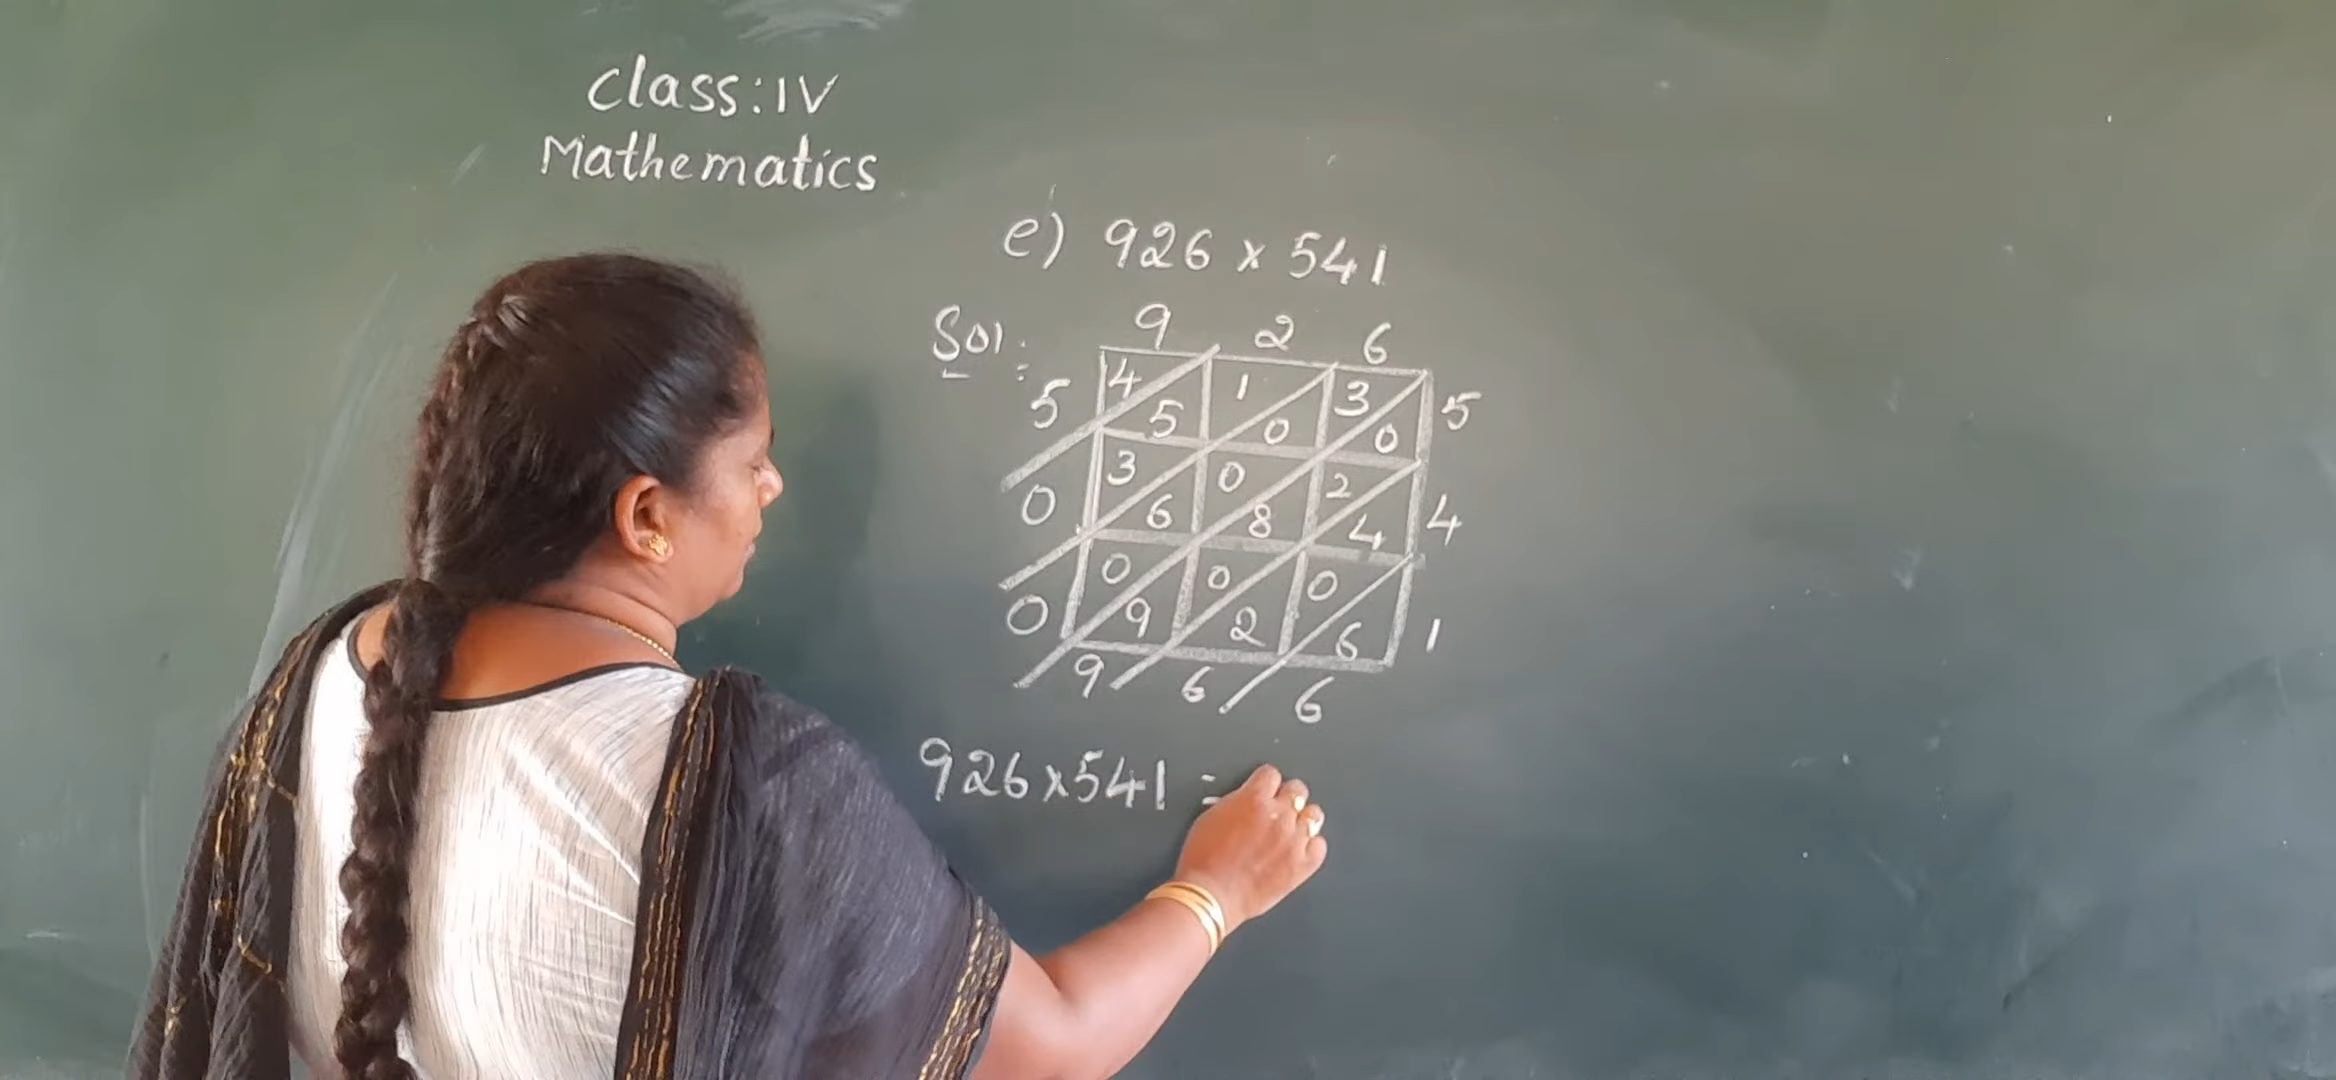 Class: IV
Mathematics
e) 926 x 541
Sol:
9 2 6
5 4 1 3 5
5 0 0
0 3 0 2 4
6 8 4
0 0 0 0 1
9 2 6
9 6 6
926x541 =